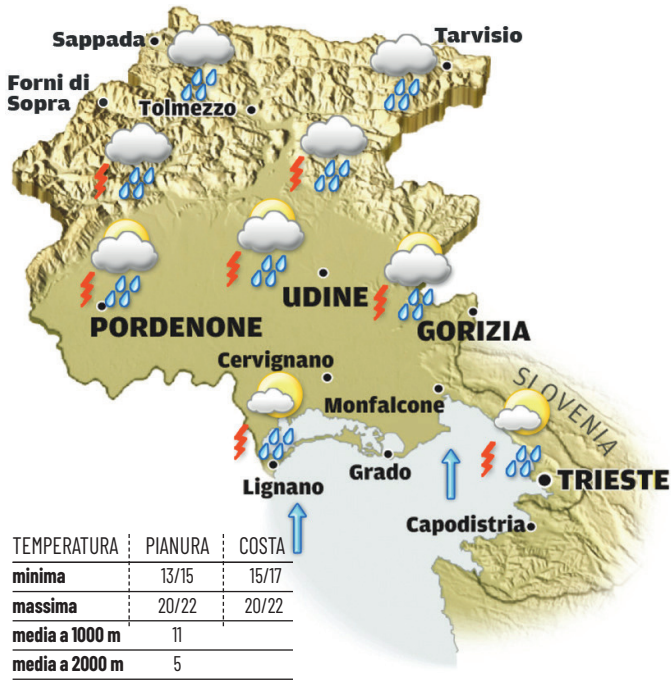 Sappada
Tarvisio
Forni di
Sopra
Tolmezzo
UDINE
PORDENONE
GORIZIA
Cervignano
SLOVENIA
Monfalcone
Grado
TRIESTE
Lignano
Capodistria
TEMPERATURA PIANURA COSTA
minima 13/15 15/17
massima 20/22 20/22
media a 1000 m 11
media a 2000 m 5